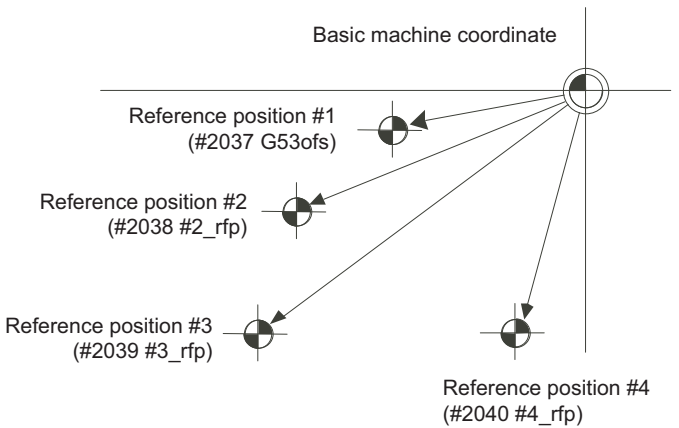 Basic machine coordinate
Reference position #1
(#2037 G53ofs)
Reference position #2
(#2038 #2_rfp)
Reference position #3
(#2039 #3_rfp)
Reference position #4
(#2040 #4_rfp)